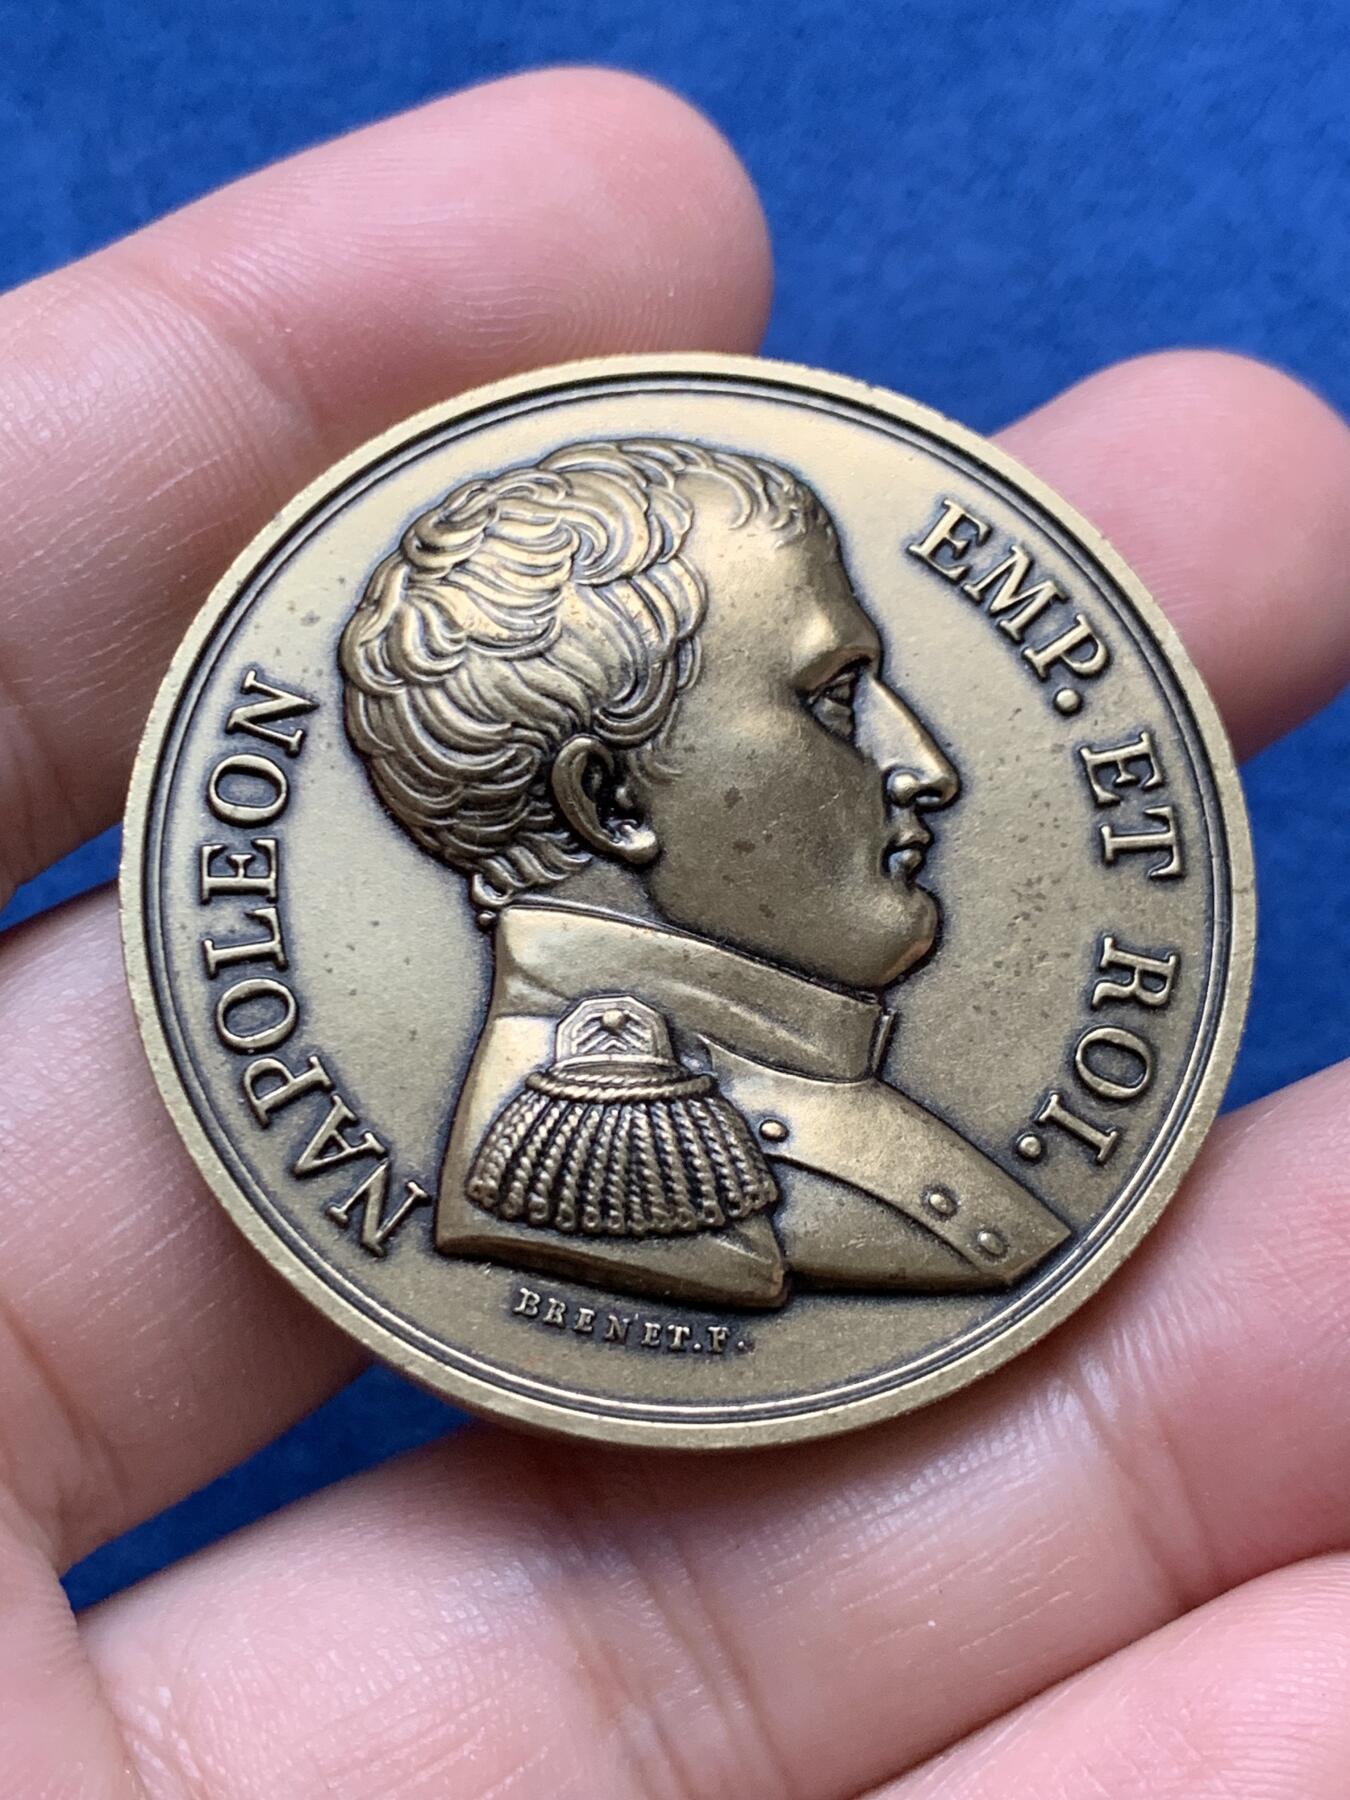 NAPOLEON
EMP. ET ROI.
BRENET.F.